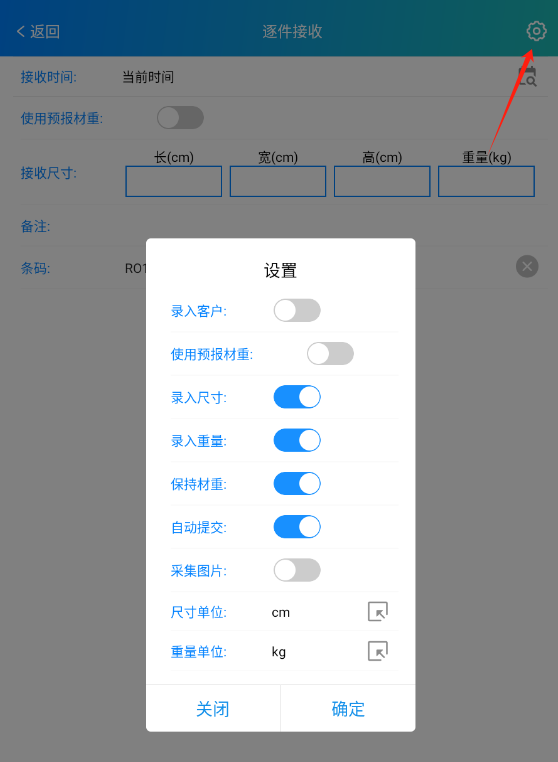 返回
逐件接收
接收时间:
当前时间
使用预报材重:
长(cm)
宽(cm)
高(cm)
重量(kg)
接收尺寸:
备注:
条码:
设置
录入客户:
使用预报材重:
录入尺寸:
录入重量:
保持材重:
自动提交:
采集图片:
尺寸单位:
cm
重量单位:
kg
关闭
确定